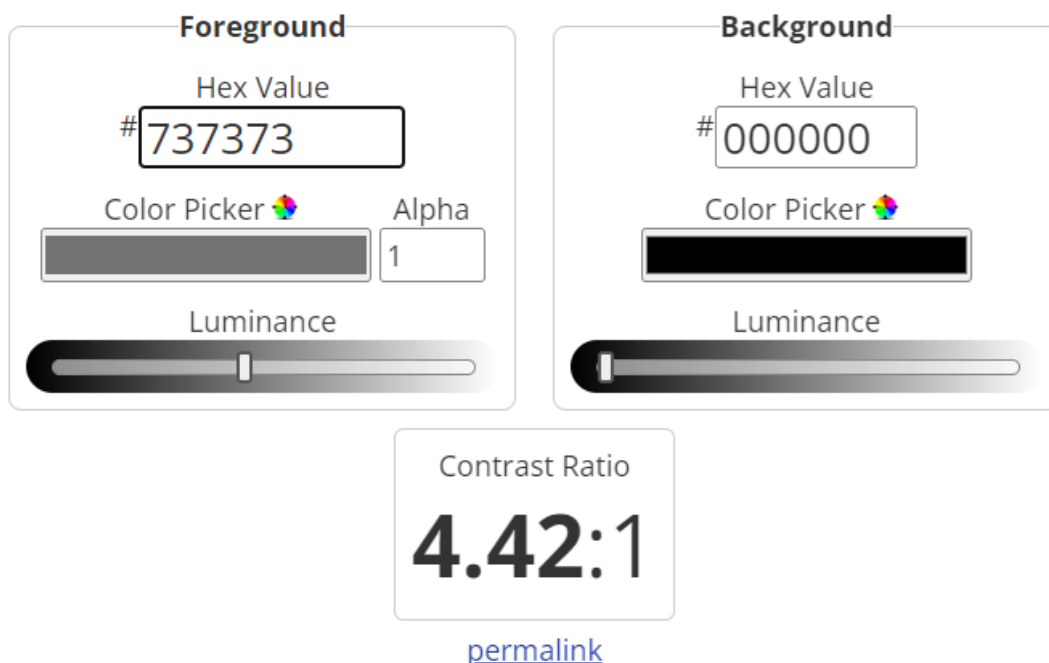 Foreground
Hex Value
#737373
Color Picker Alpha
1
Luminance
Background
Hex Value
#000000
Color Picker
Luminance
Contrast Ratio
4.42:1
permalink